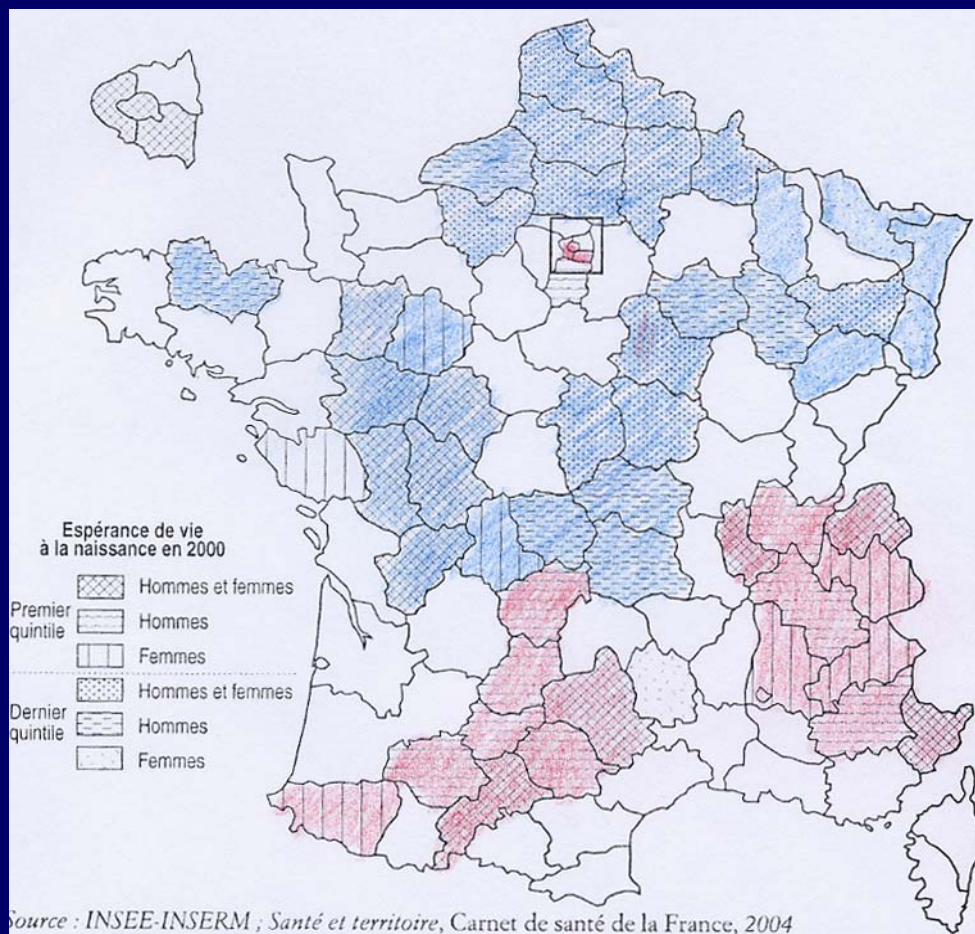 Espérance de vie
à la naissance en 2000
Premier
quintile
Hommes et femmes
Hommes
Femmes
Dernier
quintile
Hommes et femmes
Hommes
Femmes
Source : INSEE-INSERM ; Santé et territoire, Carnet de santé de la France, 2004